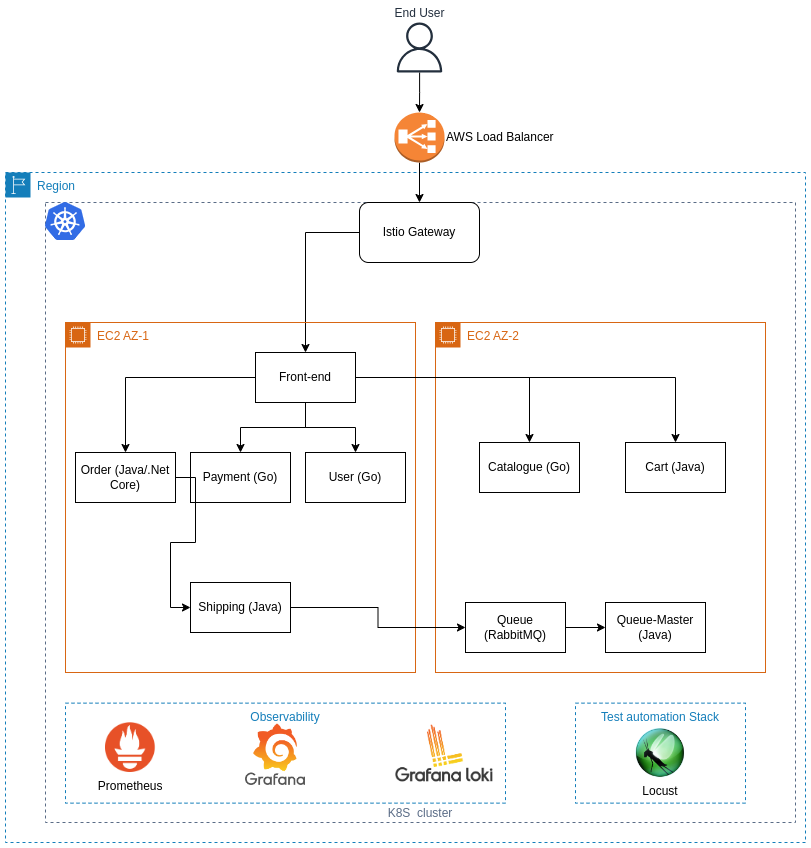 End User
AWS Load Balancer
Region
Istio Gateway
EC2 AZ-1
EC2 AZ-2
Front-end
Order (Java/.Net
Core)
Payment (Go)
User (Go)
Catalogue (Go)
Cart (Java)
Shipping (Java)
Queue
(RabbitMQ)
Queue-Master
(Java)
Observability
Prometheus
Grafana
Grafana loki
Test automation Stack
Locust
K8S cluster